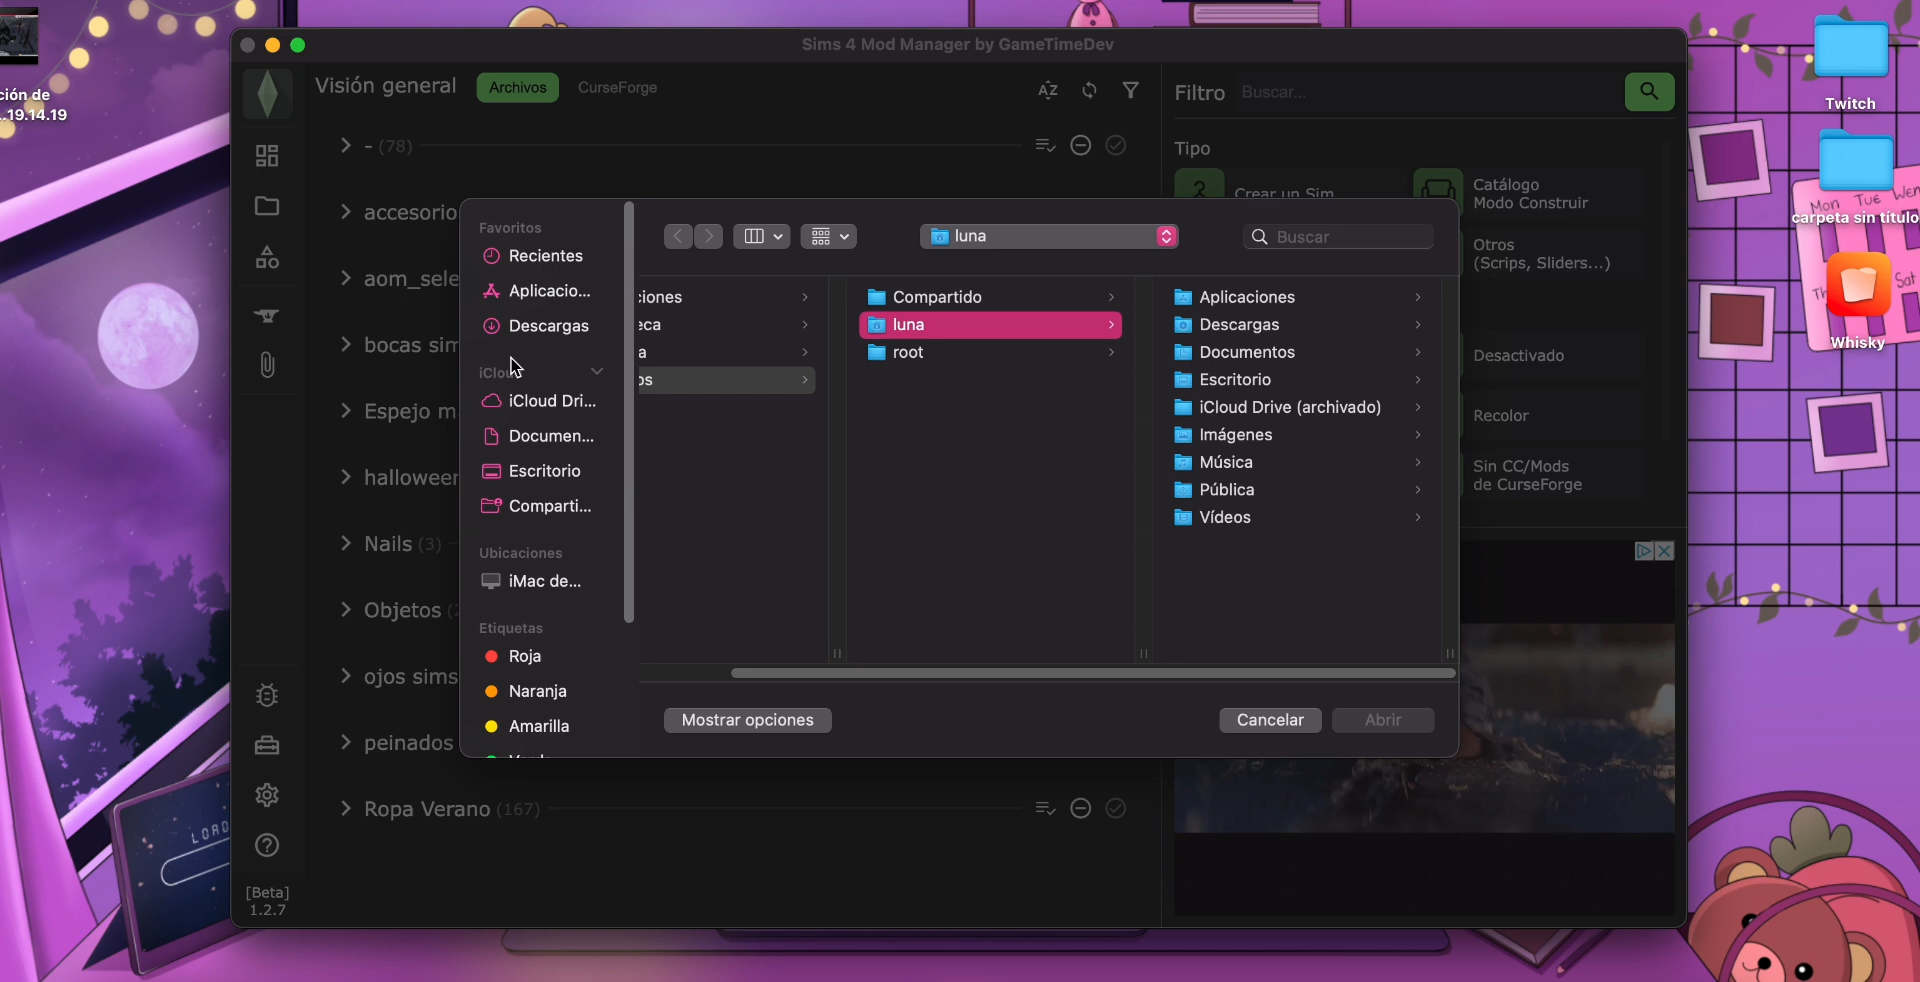 ción de
..19.14.19
Sims 4 Mod Manager by GameTimeDev
Visión general
Archivos
CurseForge
- (78)
accesorio
aom_sele
bocas sim
Espejo m
halloween
Nails (3)
Objetos
ojos sims
peinados
Ropa Verano (167)
[Beta]
1.2.7
Filtro
Buscar...
Tipo
Crear un Sim
Catálogo
Modo Construir
Otros
(Scrips, Sliders...)
Desactivado
Recolor
Sin CC/Mods
de CurseForge
Favoritos
Recientes
Aplicacio...
Descargas
iCloud
iCloud Dri...
Documen...
Escritorio
Comparti...
Ubicaciones
iMac de...
Etiquetas
Roja
Naranja
Amarilla
luna
Buscar
ciones
eca
a
os
Compartido
luna
root
Aplicaciones
Descargas
Documentos
Escritorio
iCloud Drive (archivado)
Imágenes
Música
Pública
Vídeos
Mostrar opciones
Cancelar
Abrir
Twitch
carpeta sin título
Whisky
Mon Tue Wen
Th
Sat